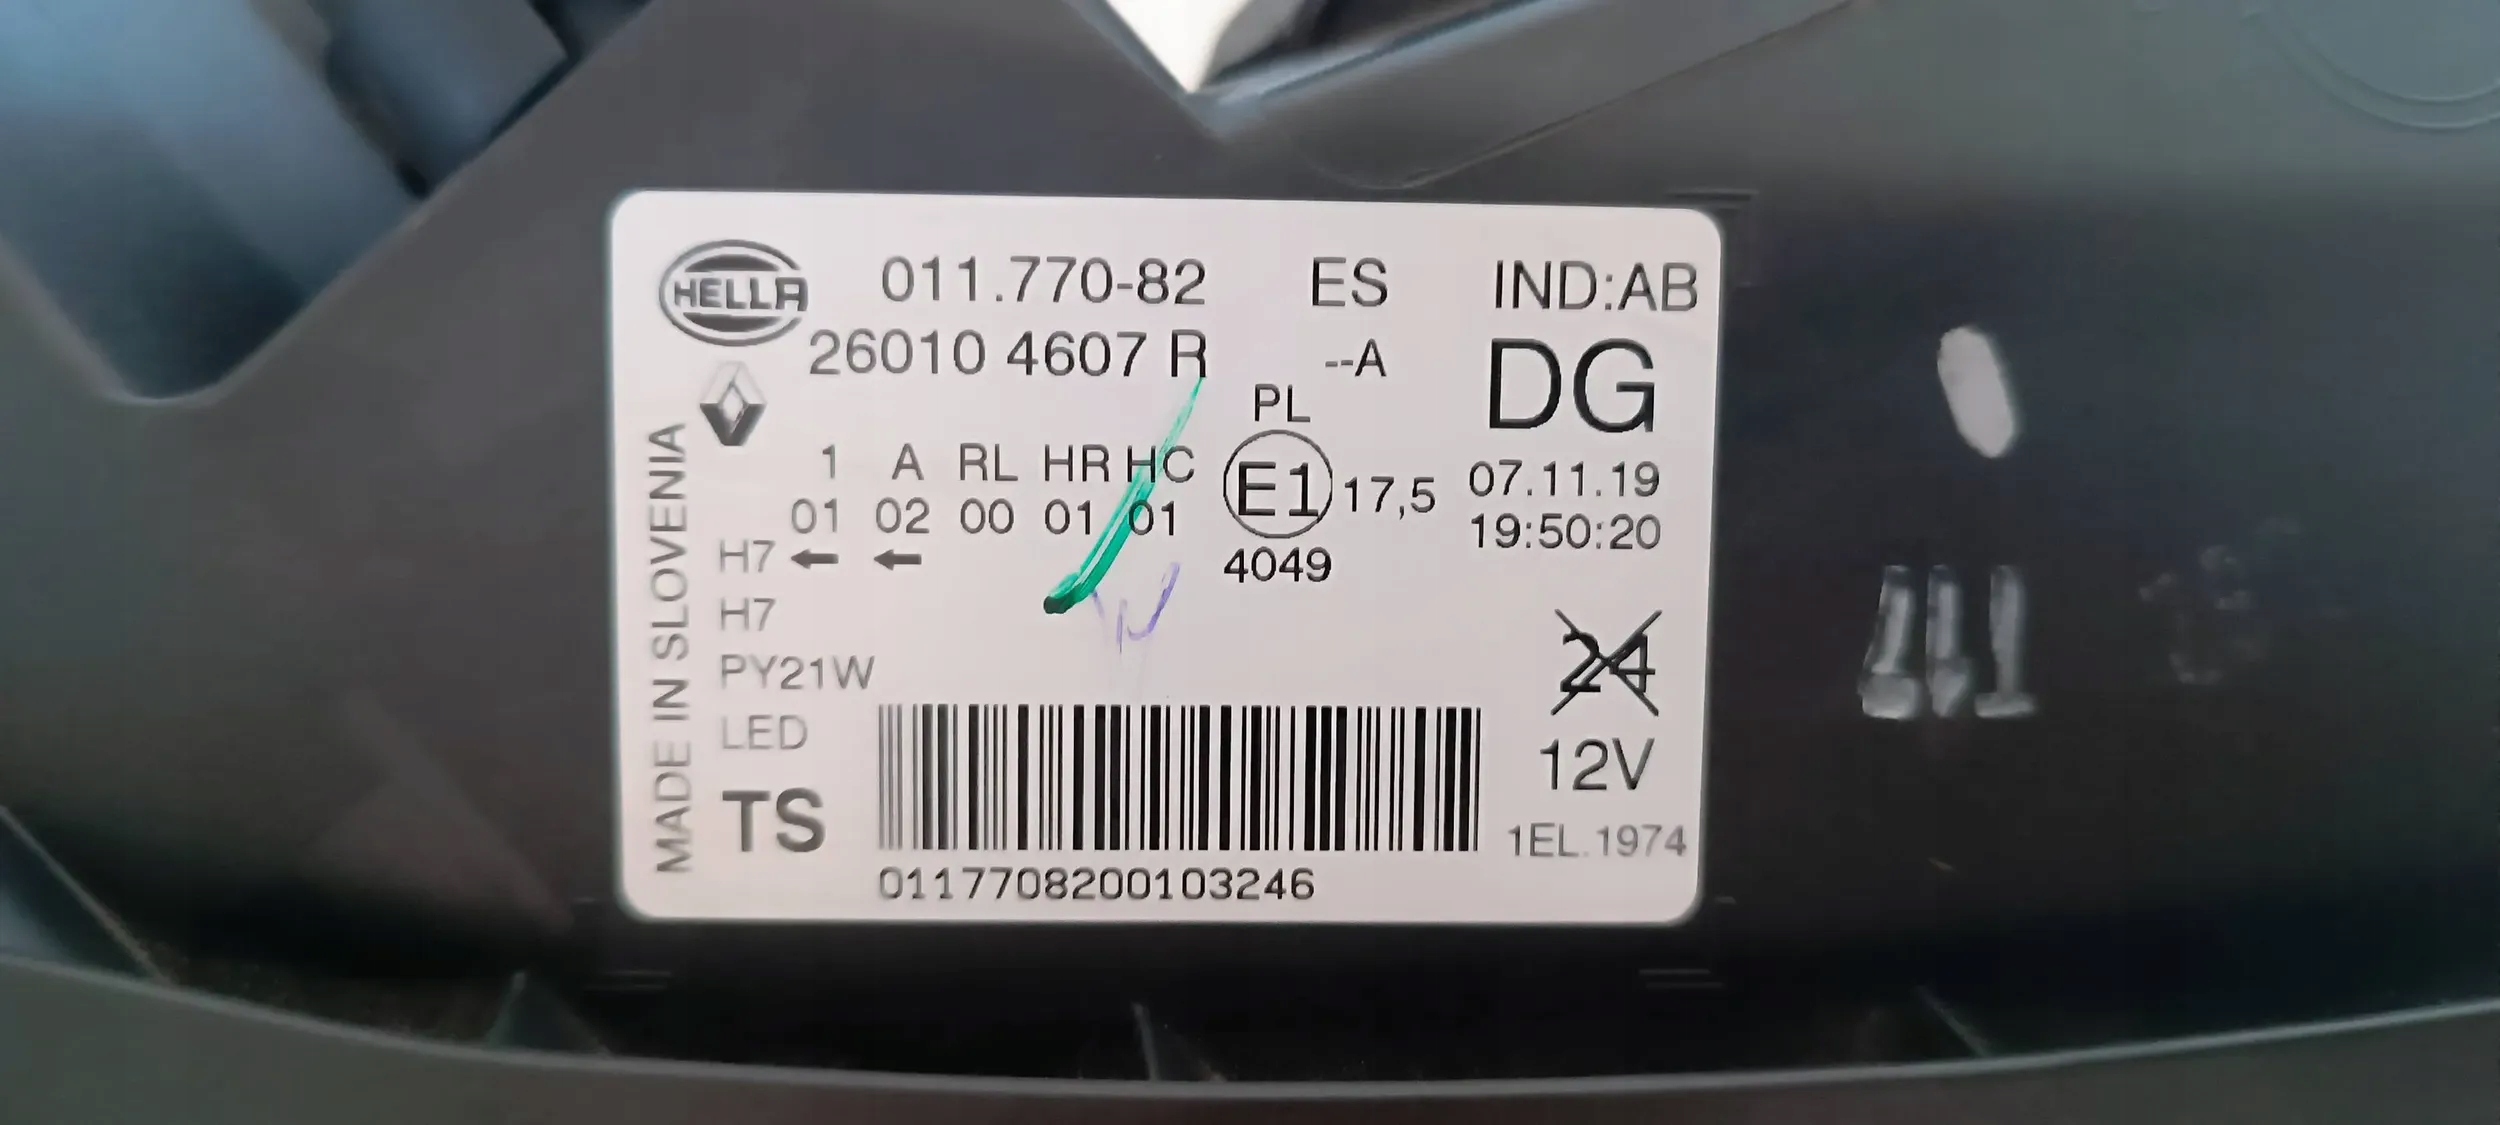 HELLA 011.770-82 ES IND:AB
26010 4607 R --A DG
PL
1 A RL HR HC E1 17,5 07.11.19
01 02 00 01 01 19:50:20
H7 ← ← 4049
H7
PY21W 24
LED 12V
TS 1EL.1974
0117708200103246
MADE IN SLOVENIA